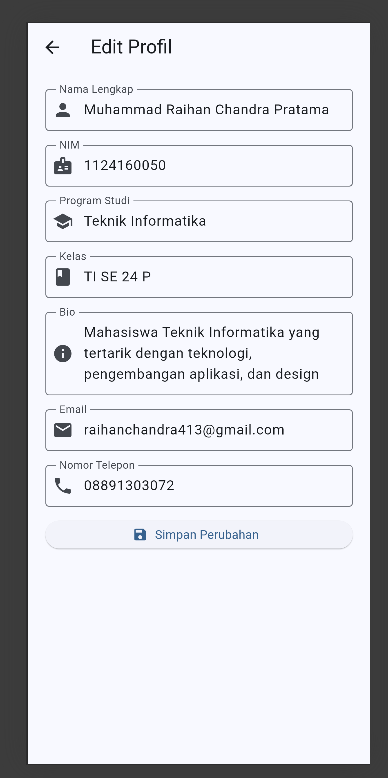 Edit Profil
Nama Lengkap
Muhammad Raihan Chandra Pratama
NIM
1124160050
Program Studi
Teknik Informatika
Kelas
TI SE 24 P
Bio
Mahasiswa Teknik Informatika yang
tertarik dengan teknologi,
pengembangan aplikasi, dan design
Email
raihanchandra413@gmail.com
Nomor Telepon
08891303072
Simpan Perubahan